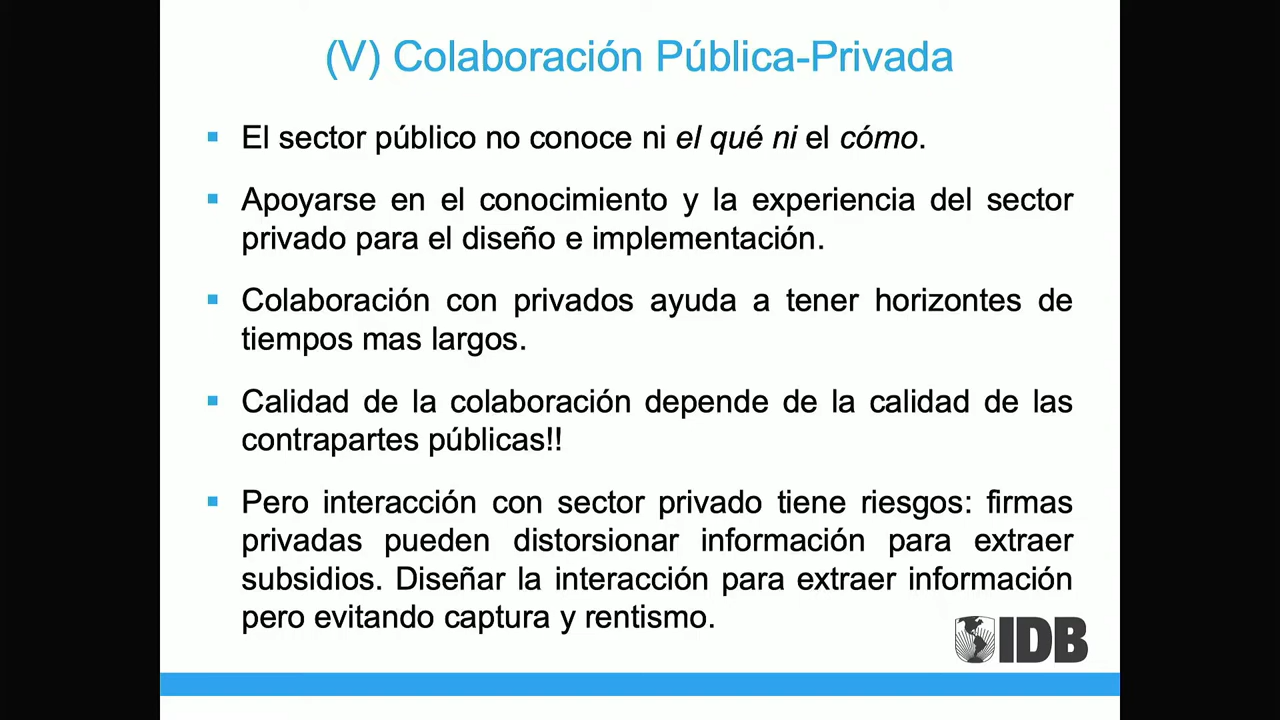 (V) Colaboración Pública-Privada
El sector público no conoce ni el qué ni el cómo.
Apoyarse en el conocimiento y la experiencia del sector
privado para el diseño e implementación.
Colaboración con privados ayuda a tener horizontes de
tiempos mas largos.
Calidad de la colaboración depende de la calidad de las
contrapartes públicas!!
Pero interacción con sector privado tiene riesgos: firmas
privadas pueden distorsionar información para extraer
subsidios. Diseñar la interacción para extraer información
pero evitando captura y rentismo.
IDB